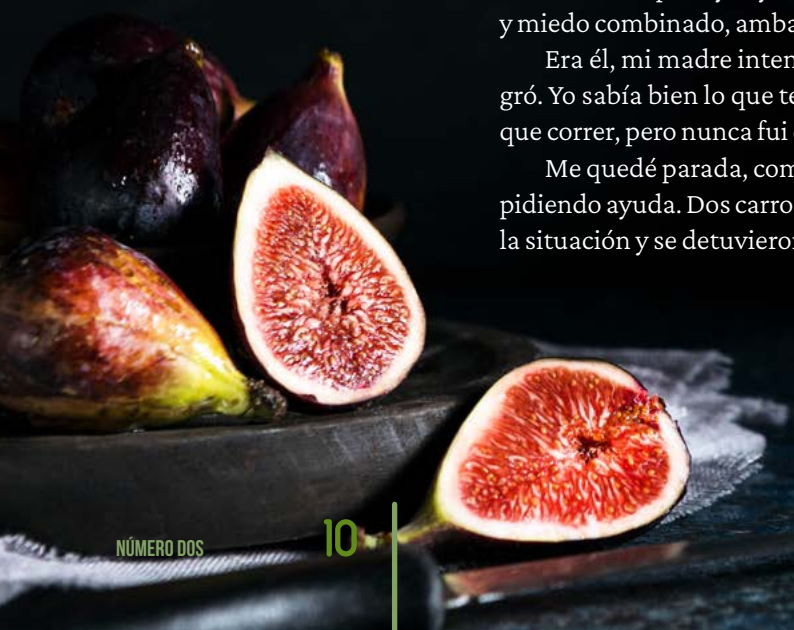 y miedo combinado, amba
Era él, mi madre inten
gró. Yo sabía bien lo que te
que correr, pero nunca fui
Me quedé parada, com
pidiendo ayuda. Dos carro
la situación y se detuviero
NÚMERO DOS
10